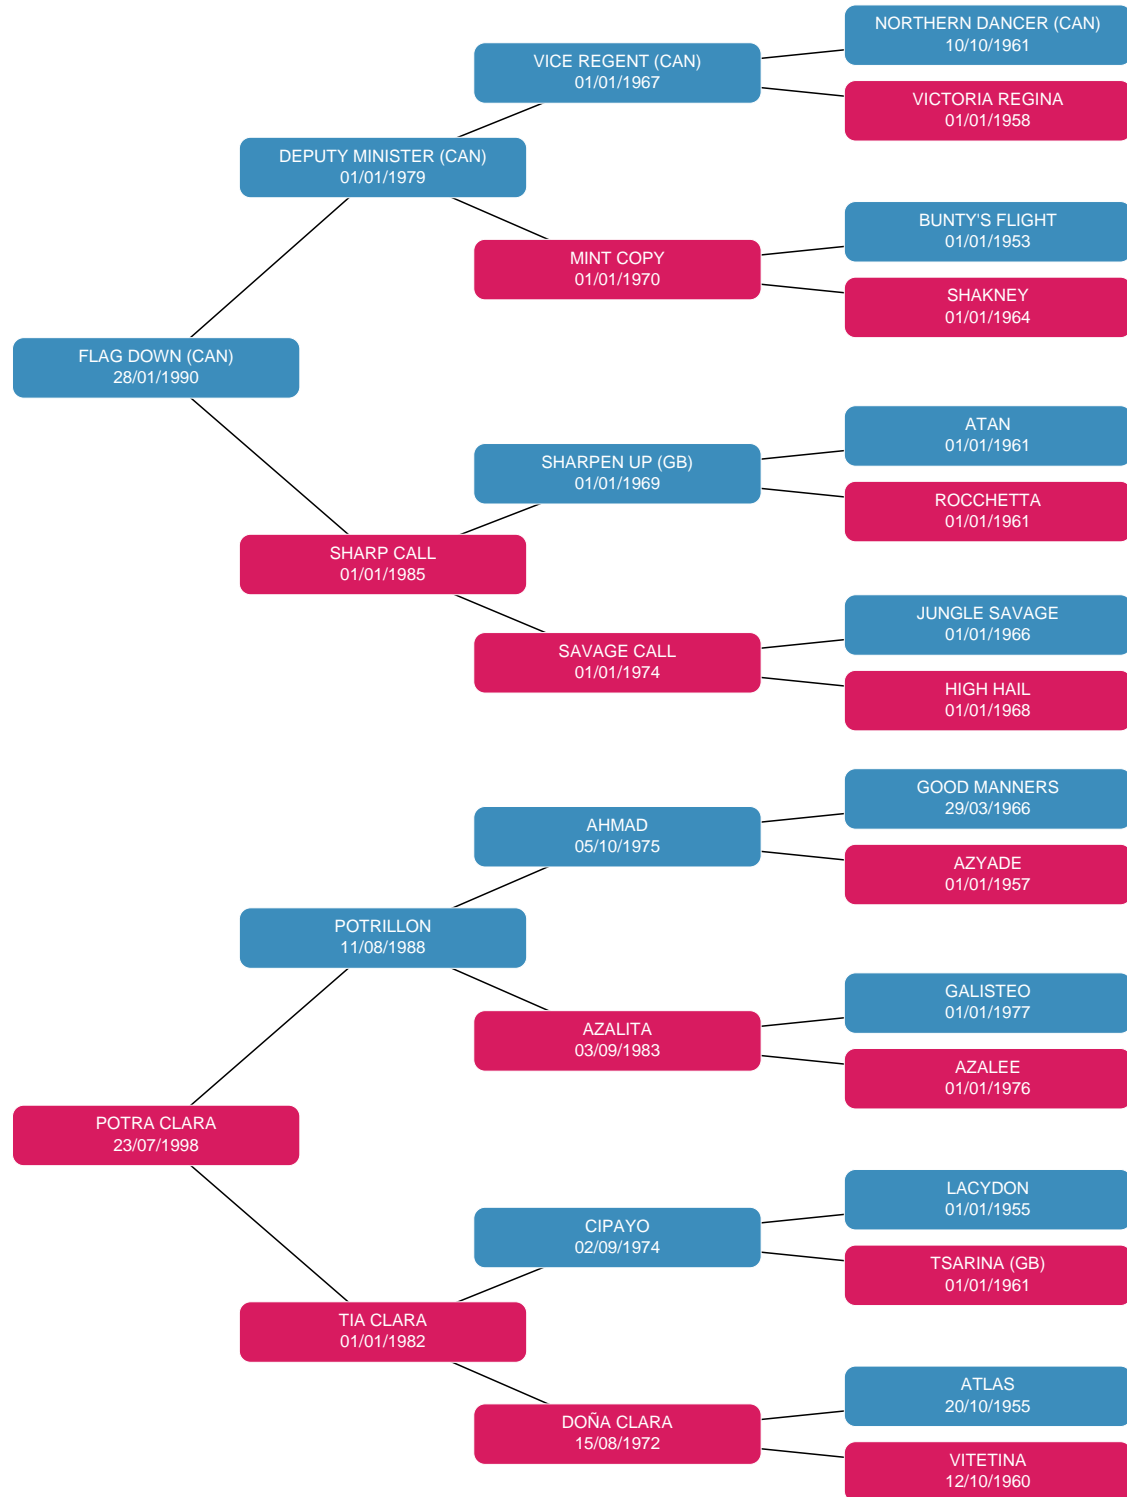 NORTHERN DANCER (CAN)
10/10/1961
VICE REGENT (CAN)
01/01/1967
VICTORIA REGINA
01/01/1958
DEPUTY MINISTER (CAN)
01/01/1979
BUNTY'S FLIGHT
01/01/1953
MINT COPY
01/01/1970
SHAKNEY
01/01/1964
FLAG DOWN (CAN)
28/01/1990
ATAN
01/01/1961
SHARPEN UP (GB)
01/01/1969
ROCCHETTA
01/01/1961
SHARP CALL
01/01/1985
JUNGLE SAVAGE
01/01/1966
SAVAGE CALL
01/01/1974
HIGH HAIL
01/01/1968
GOOD MANNERS
29/03/1966
AHMAD
05/10/1975
AZYADE
01/01/1957
POTRILLON
11/08/1988
GALISTEO
01/01/1977
AZALITA
03/09/1983
AZALEE
01/01/1976
POTRA CLARA
23/07/1998
LACYDON
01/01/1955
CIPAYO
02/09/1974
TSARINA (GB)
01/01/1961
TIA CLARA
01/01/1982
ATLAS
20/10/1955
DOÑA CLARA
15/08/1972
VITETINA
12/10/1960